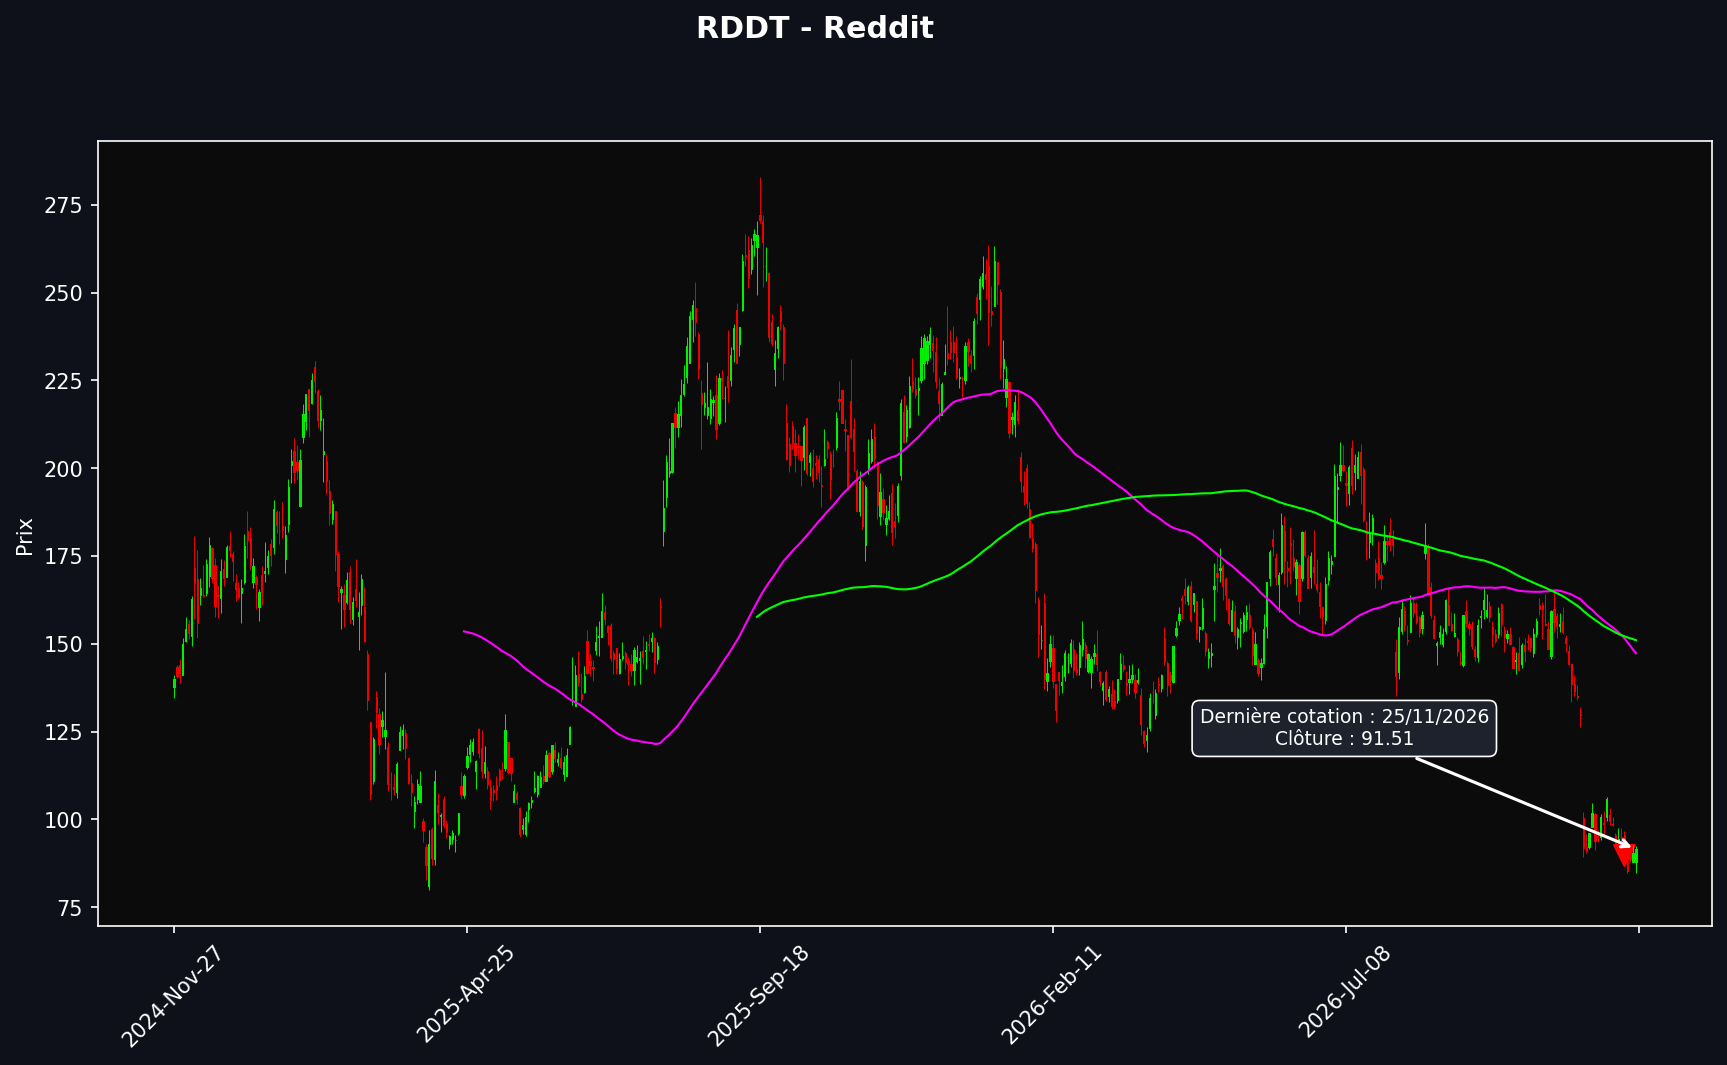 RDDT - Reddit
Prix
275
250
225
200
175
150
125
100
75
Dernière cotation : 25/11/2026
Clôture : 91.51
2024-Nov-27
2025-Apr-25
2025-Sep-18
2026-Feb-11
2026-Jul-08